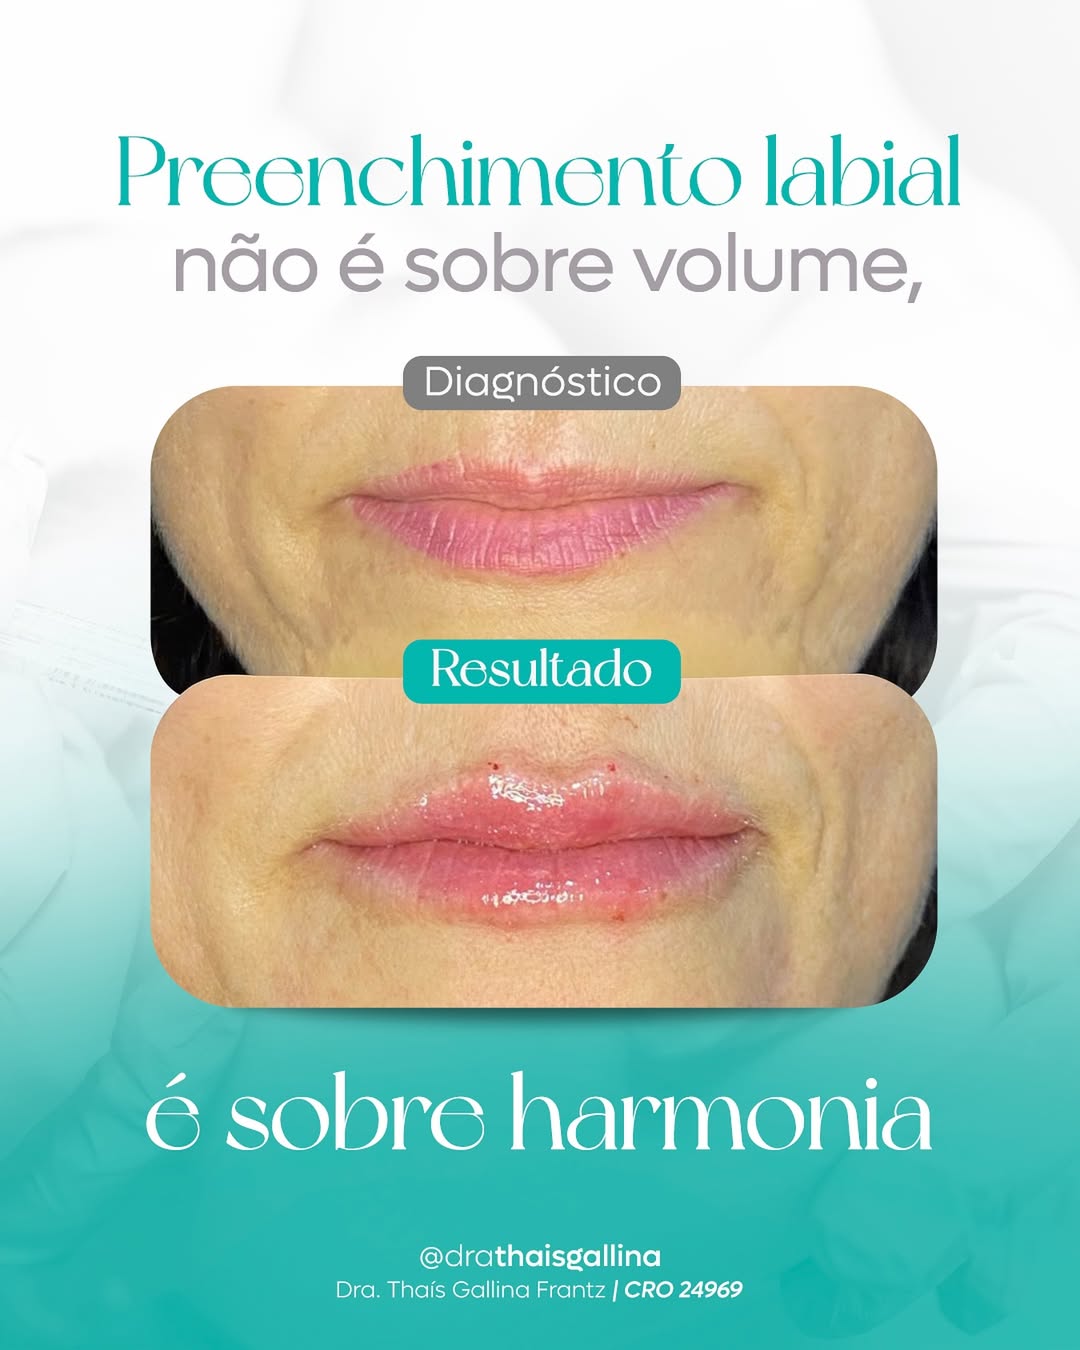 Preenchimento labial
não é sobre volume,
Diagnóstico
Resultado
é sobre harmonia
@drathaisgallina
Dra. Thaís Gallina Frantz | CRO 24969